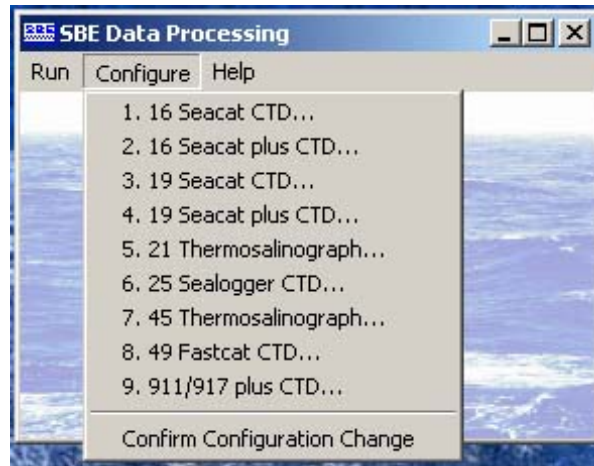 SBE SBE Data Processing
Run Configure Help
1. 16 Seacat CTD...
2. 16 Seacat plus CTD...
3. 19 Seacat CTD...
4. 19 Seacat plus CTD...
5. 21 Thermosalinograph...
6. 25 Sealogger CTD...
7. 45 Thermosalinograph...
8. 49 Fastcat CTD...
9. 911/917 plus CTD...
Confirm Configuration Change